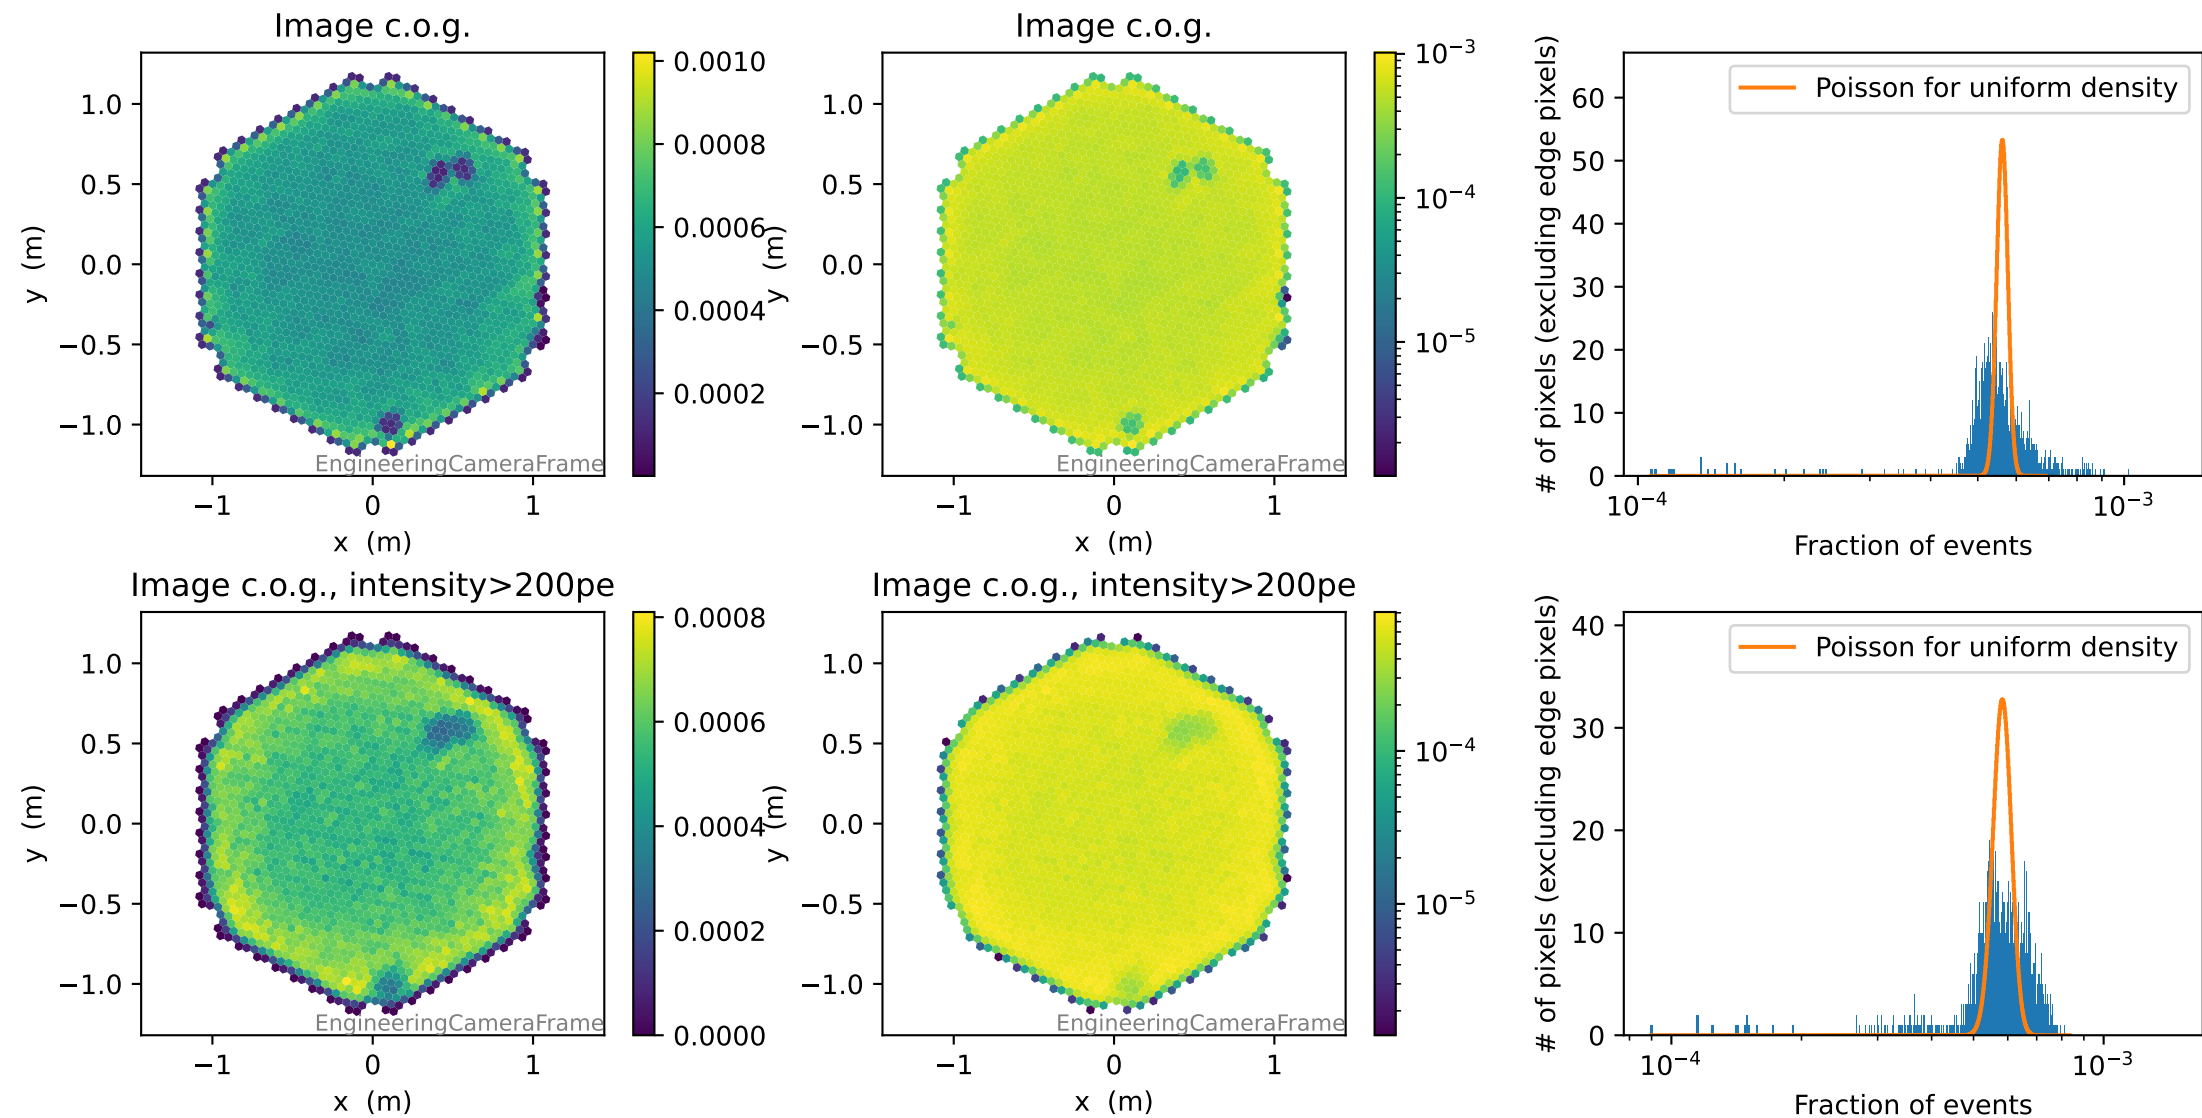 Image c.o.g.
1.0
0.5
0.0
−0.5
−1.0
y (m)
−1 0 1
x (m)
EngineeringCameraFrame
0.0010
0.0008
0.0006
0.0004
0.0002
Image c.o.g.
1.0
0.5
0.0
−0.5
−1.0
y (m)
−1 0 1
x (m)
EngineeringCameraFrame
10⁻³
10⁻⁴
10⁻⁵
Poisson for uniform density
60
50
40
30
20
10
0
# of pixels (excluding edge pixels)
10⁻⁴ 10⁻³
Fraction of events
Image c.o.g., intensity>200pe
1.0
0.5
0.0
−0.5
−1.0
y (m)
−1 0 1
x (m)
EngineeringCameraFrame
0.0008
0.0006
0.0004
0.0002
0.0000
Image c.o.g., intensity>200pe
1.0
0.5
0.0
−0.5
−1.0
y (m)
−1 0 1
x (m)
EngineeringCameraFrame
10⁻⁴
10⁻⁵
Poisson for uniform density
40
30
20
10
0
# of pixels (excluding edge pixels)
10⁻⁴ 10⁻³
Fraction of events